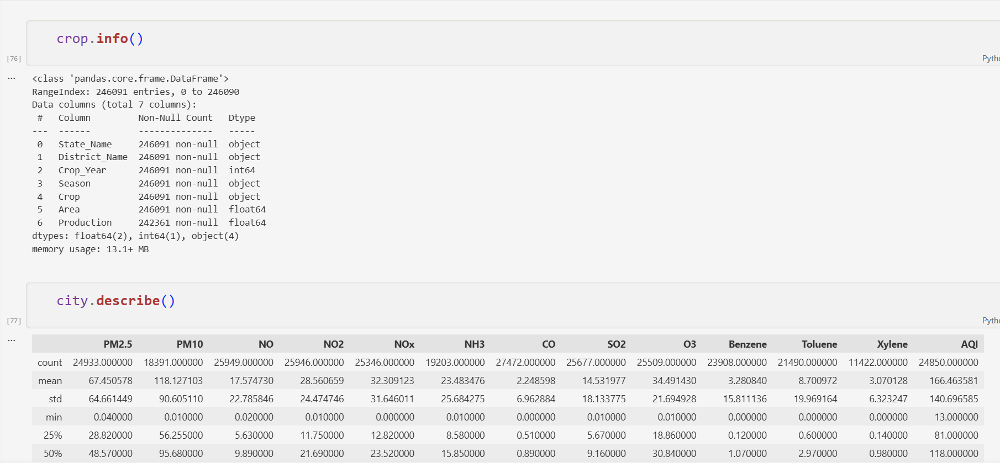 crop.info()
[76]
Pytho
...
<class 'pandas.core.frame.DataFrame'>
RangeIndex: 246091 entries, 0 to 246090
Data columns (total 7 columns):
#   Column         Non-Null Count   Dtype
---  ------         --------------   -----
0   State_Name     246091 non-null  object
1   District_Name  246091 non-null  object
2   Crop_Year      246091 non-null  int64
3   Season         246091 non-null  object
4   Crop           246091 non-null  object
5   Area           246091 non-null  float64
6   Production     242361 non-null  float64
dtypes: float64(2), int64(1), object(4)
memory usage: 13.1+ MB
city.describe()
[77]
Pytho
...
PM2.5 PM10 NO NO2 NOx NH3 CO SO2 O3 Benzene Toluene Xylene AQI
count 24933.000000 18391.000000 25949.000000 25946.000000 25346.000000 19203.000000 27472.000000 25677.000000 25509.000000 23908.000000 21490.000000 11422.000000 24850.000000
mean 67.450578 118.127103 17.574730 28.560659 32.309123 23.483476 2.248598 14.531977 34.491430 3.280840 8.700972 3.070128 166.463581
std 64.661449 90.605110 22.785846 24.474746 31.646011 25.684275 6.962884 18.133775 21.694928 15.811136 19.969164 6.323247 140.696585
min 0.040000 0.010000 0.020000 0.010000 0.000000 0.010000 0.000000 0.010000 0.010000 0.000000 0.000000 0.000000 13.000000
25% 28.820000 56.255000 5.630000 11.750000 12.820000 8.580000 0.510000 5.670000 18.860000 0.120000 0.600000 0.140000 81.000000
50% 48.570000 95.680000 9.890000 21.690000 23.520000 15.850000 0.890000 9.160000 30.840000 1.070000 2.970000 0.980000 118.000000